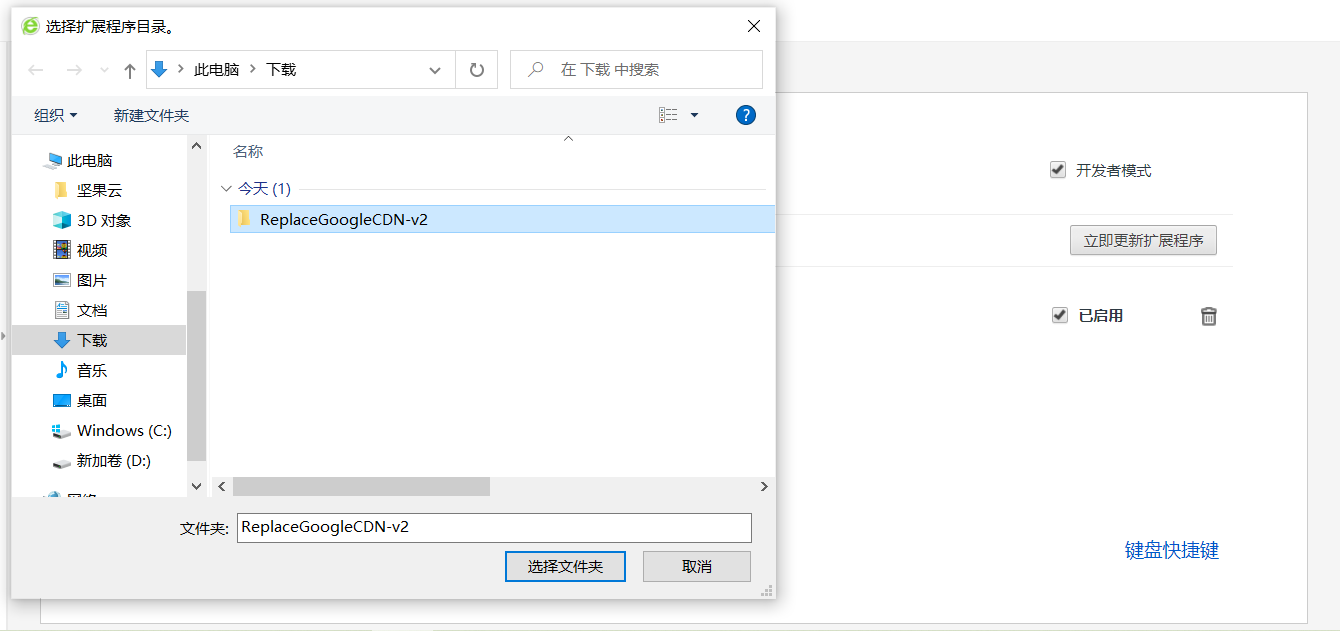 选择扩展程序目录。
此电脑 下载
在 下载 中搜索
组织 新建文件夹
?
此电脑
坚果云
3D 对象
视频
图片
文档
下载
音乐
桌面
Windows (C:)
新加卷 (D:)
网络
名称
今天 (1)
ReplaceGoogleCDN-v2
文件夹: ReplaceGoogleCDN-v2
选择文件夹 取消
开发者模式
立即更新扩展程序
已启用
键盘快捷键